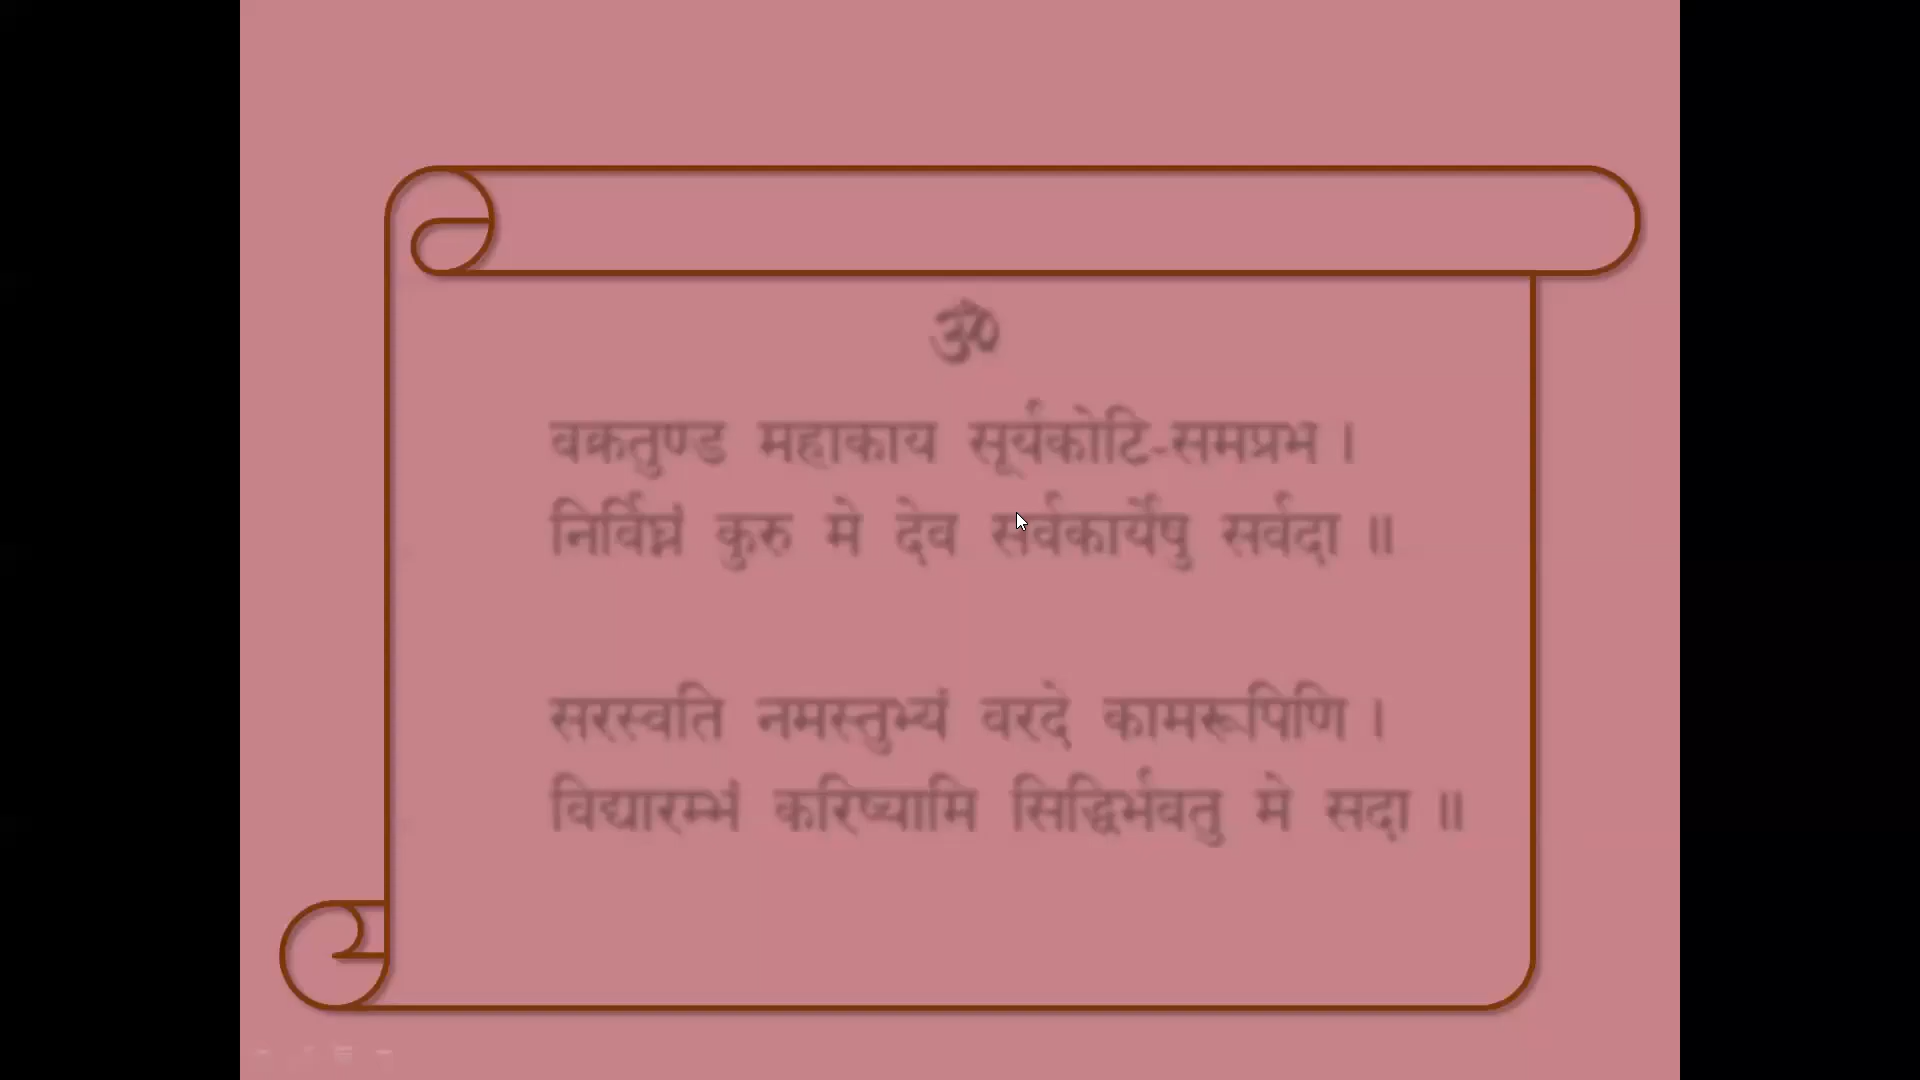 ॐ
वक्रतुण्ड महाकाय सूर्यकोटि-समप्रभ ।
निर्विघ्नं कुरु मे देव सर्वकार्येषु सर्वदा ॥
सरस्वति नमस्तुभ्यं वरदे कामरूपिणि ।
विद्यारम्भं करिष्यामि सिद्धिर्भवतु मे सदा ॥